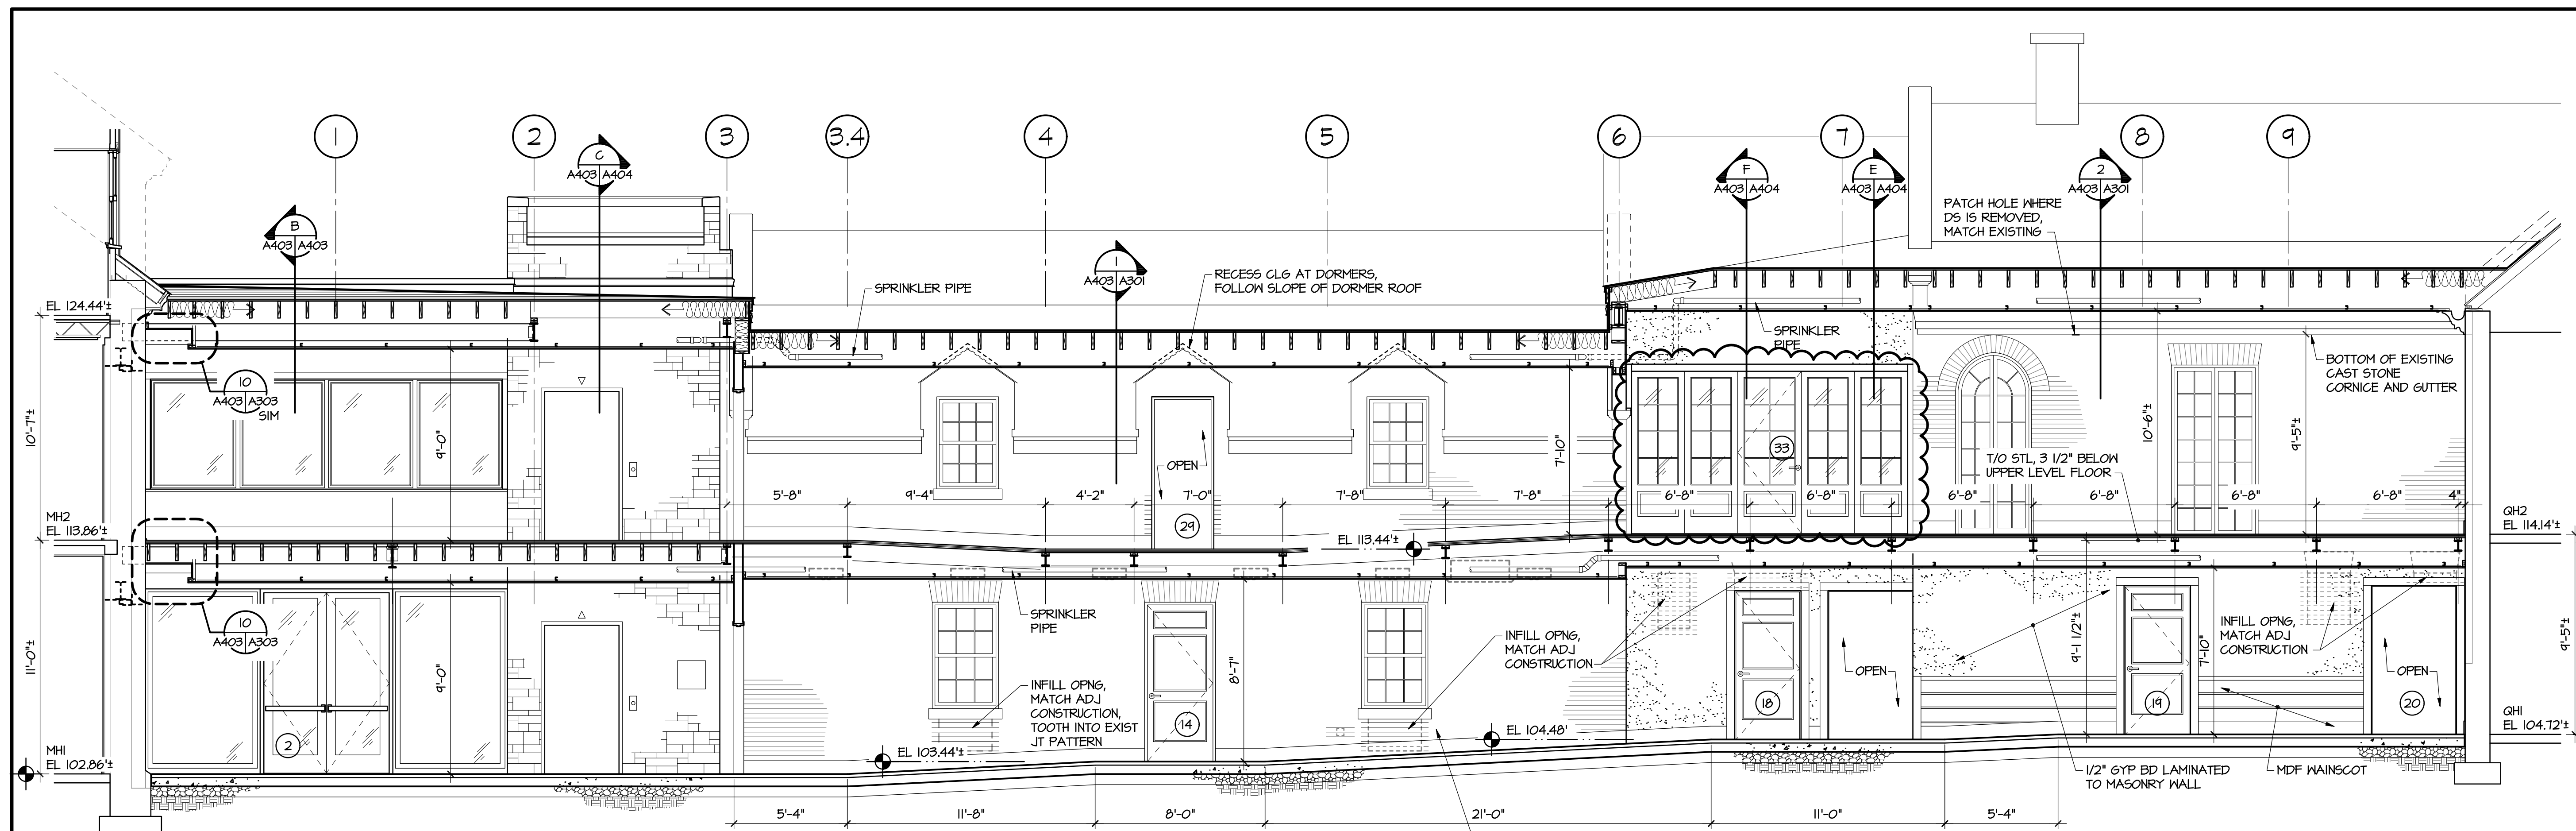 1
2
3
3.4
4
5
6
7
8
9
C
A403 A404
F
A403 A404
E
A403 A404
2
A403 A301
B
A403 A403
1
A403 A301
PATCH HOLE WHERE
DS IS REMOVED,
MATCH EXISTING
SPRINKLER PIPE
RECESS CLG AT DORMERS,
FOLLOW SLOPE OF DORMER ROOF
EL 124.44'±
SPRINKLER
PIPE
BOTTOM OF EXISTING
CAST STONE
CORNICE AND GUTTER
10
A403 A303
SIM
10'-7"±
9'-0"
7'-10"
33
10'-6"±
9'-5"±
T/O STL, 3 1/2" BELOW
UPPER LEVEL FLOOR
OPEN
5'-8"
9'-4"
4'-2"
7'-0"
7'-8"
7'-8"
6'-8"
6'-8"
6'-8"
6'-8"
6'-8"
6'-8"
4"
29
MH2
EL 113.86'±
EL 113.44'±
QH2
EL 114.14'±
SPRINKLER
PIPE
10
A403 A303
11'-0"±
9'-0"
8'-7"
INFILL OPNG,
MATCH ADJ
CONSTRUCTION
9'-1 1/2"±
7'-10"
INFILL OPNG,
MATCH ADJ
CONSTRUCTION
9'-5"±
INFILL OPNG,
MATCH ADJ
CONSTRUCTION,
TOOTH INTO EXIST
JT PATTERN
OPEN
OPEN
2
14
18
19
20
MH1
EL 102.86'±
EL 103.44'±
EL 104.48'
QH1
EL 104.72'±
1/2" GYP BD LAMINATED
TO MASONRY WALL
MDF WAINSCOT
5'-4"
11'-8"
8'-0"
21'-0"
11'-0"
5'-4"